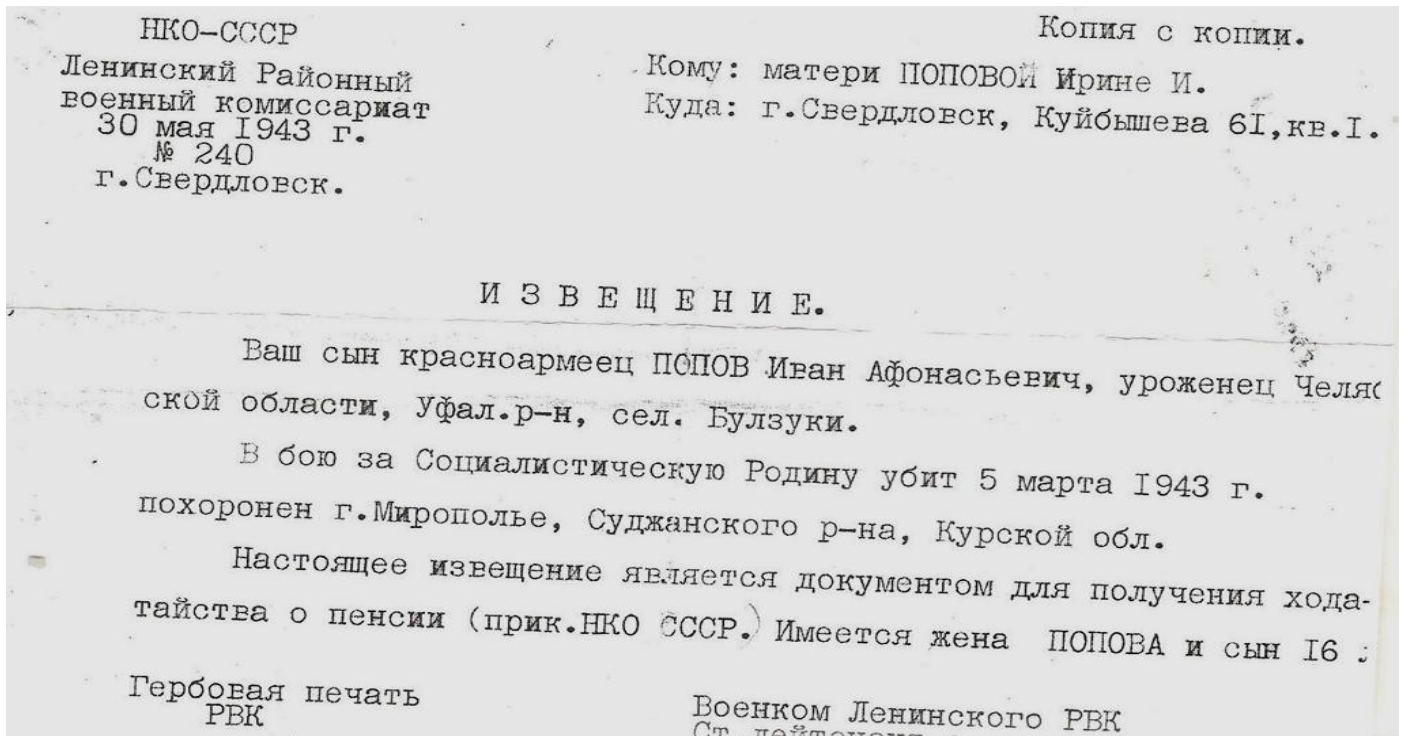 НКО-СССР
Копия с копии.
Ленинский Районный
военный комиссариат
30 мая I943 г.
№ 240
г.Свердловск.
Кому: матери ПОПОВОЙ Ирине И.
Куда: г.Свердловск, Куйбышева 6I,кв.I.
И З В Е Щ Е Н И Е.
Ваш сын красноармеец ПОПОВ Иван Афонасьевич, уроженец Челяб
ской области, Уфал.р-н, сел. Булзуки.
В бою за Социалистическую Родину убит 5 марта I943 г.
похоронен г.Мирополье, Суджанского р-на, Курской обл.
Настоящее извещение является документом для получения хода-
тайства о пенсии (прик.НКО СССР.) Имеется жена ПОПОВА и сын I6
Гербовая печать
РВК
Военком Ленинского РВК
Ст лейтенант